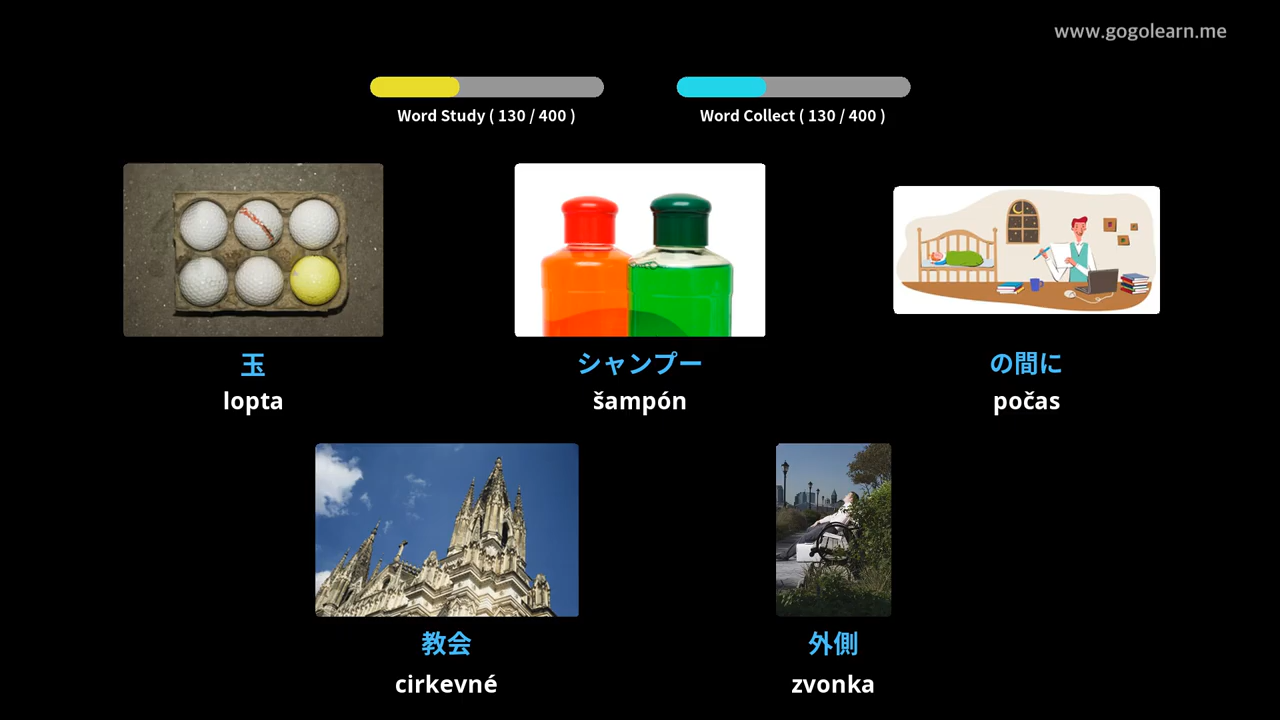 www.gogolearn.me
Word Study ( 130 / 400 )
Word Collect ( 130 / 400 )
玉
lopta
シャンプー
šampón
の間に
počas
教会
cirkevné
外側
zvonka